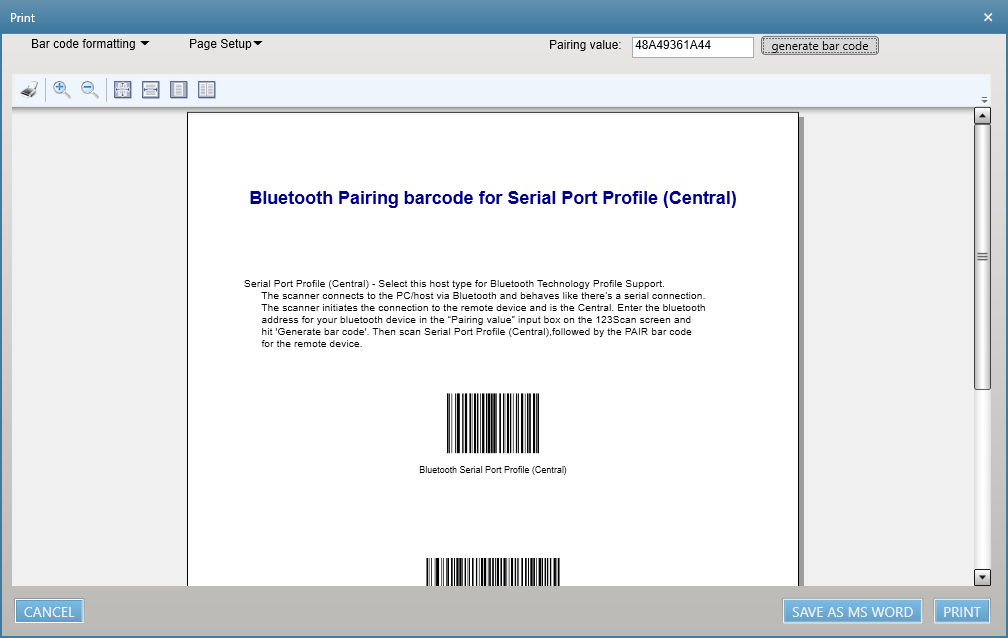 Print
Bar code formatting
Page Setup
Pairing value:
48A49361A44
generate bar code
Bluetooth Pairing barcode for Serial Port Profile (Central)
Serial Port Profile (Central) - Select this host type for Bluetooth Technology Profile Support.
The scanner connects to the PC/host via Bluetooth and behaves like there's a serial connection.
The scanner initiates the connection to the remote device and is the Central. Enter the bluetooth
address for your bluetooth device in the “Pairing value” input box on the 123Scan screen and
hit 'Generate bar code'. Then scan Serial Port Profile (Central),followed by the PAIR bar code
for the remote device.
Bluetooth Serial Port Profile (Central)
CANCEL
SAVE AS MS WORD
PRINT